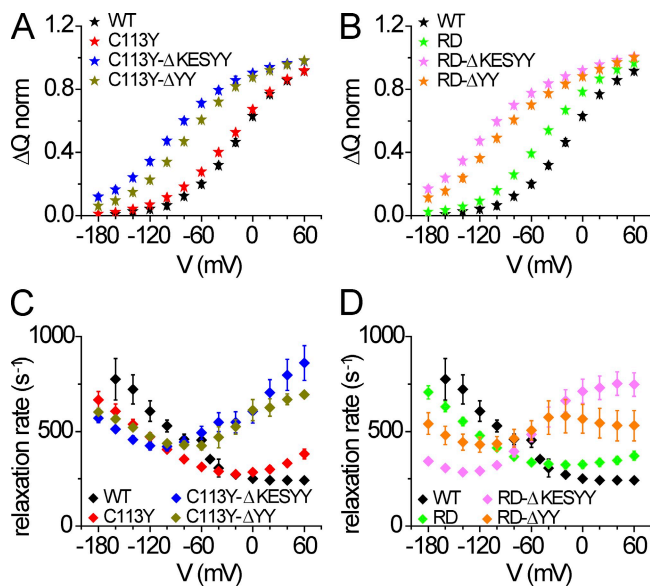 A
WT
C113Y
C113Y-ΔKESYY
C113Y-ΔYY
1.2
0.8
0.4
0.0
ΔQ norm
-180 -120 -60 0 60
V (mV)
B
WT
RD
RD-ΔKESYY
RD-ΔYY
1.2
0.8
0.4
0.0
ΔQ norm
-180 -120 -60 0 60
V (mV)
C
1000
500
0
relaxation rate (s⁻¹)
WT C113Y-ΔKESYY
C113Y C113Y-ΔYY
-180 -120 -60 0 60
V (mV)
D
1000
500
0
relaxation rate (s⁻¹)
WT RD-ΔKESYY
RD RD-ΔYY
-180 -120 -60 0 60
V (mV)